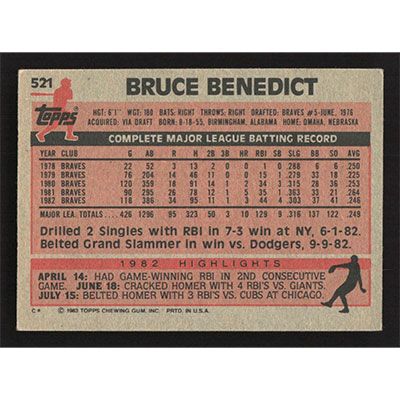 521
BRUCE BENEDICT
Topps
HGT: 6'1" WGT: 180 BATS: RIGHT THROWS: RIGHT DRAFTED: BRAVES #5-JUNE, 1976
ACQUIRED: VIA DRAFT BORN: 8-18-55, BIRMINGHAM, ALABAMA HOME: OMAHA, NEBRASKA
COMPLETE MAJOR LEAGUE BATTING RECORD
YEAR CLUB G AB R H 2B 3B HR RBI SB SLG BB SO AVG
1978 BRAVES 22 52 3 13 2 0 0 1 0 .288 6 6 .250
1979 BRAVES 76 204 14 46 11 0 0 15 1 .279 33 18 .225
1980 BRAVES 120 359 18 91 14 1 2 34 3 .315 28 36 .253
1981 BRAVES 90 295 26 78 12 1 5 35 1 .363 33 21 .264
1982 BRAVES 118 386 34 95 11 1 3 44 4 .303 37 .246
MAJOR LEA. TOTALS 426 1296 95 323 50 3 10 129 9 .316 137 .249
Drilled 2 Singles with RBI in 7-3 win at NY, 6-1-82.
Belted Grand Slammer in win vs. Dodgers, 9-9-82.
1982 HIGHLIGHTS
APRIL 14: HAD GAME-WINNING RBI IN 2ND CONSECUTIVE
GAME. JUNE 18: CRACKED HOMER WITH 4 RBI'S VS. GIANTS.
JULY 15: BELTED HOMER WITH 3 RBI'S VS. CUBS AT CHICAGO.
C* © 1983 TOPPS CHEWING GUM, INC. PRTD. IN U.S.A.